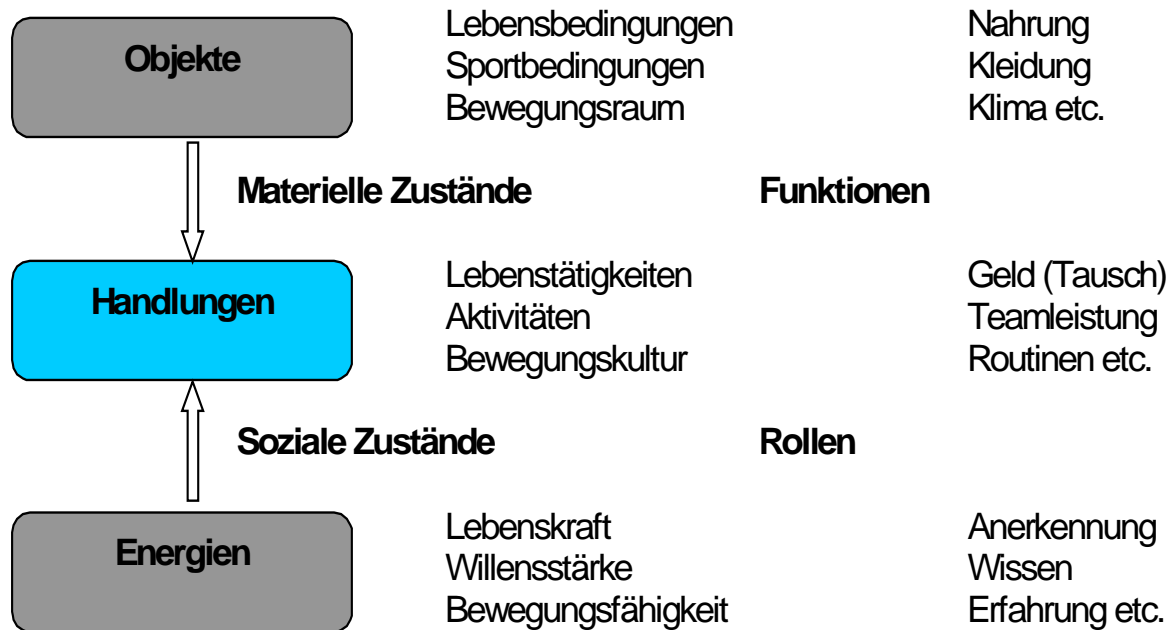 Objekte
Lebensbedingungen
Sportbedingungen
Bewegungsraum
Nahrung
Kleidung
Klima etc.
Materielle Zustände
Funktionen
Handlungen
Lebenstätigkeiten
Aktivitäten
Bewegungskultur
Geld (Tausch)
Teamleistung
Routinen etc.
Soziale Zustände
Rollen
Energien
Lebenskraft
Willensstärke
Bewegungsfähigkeit
Anerkennung
Wissen
Erfahrung etc.